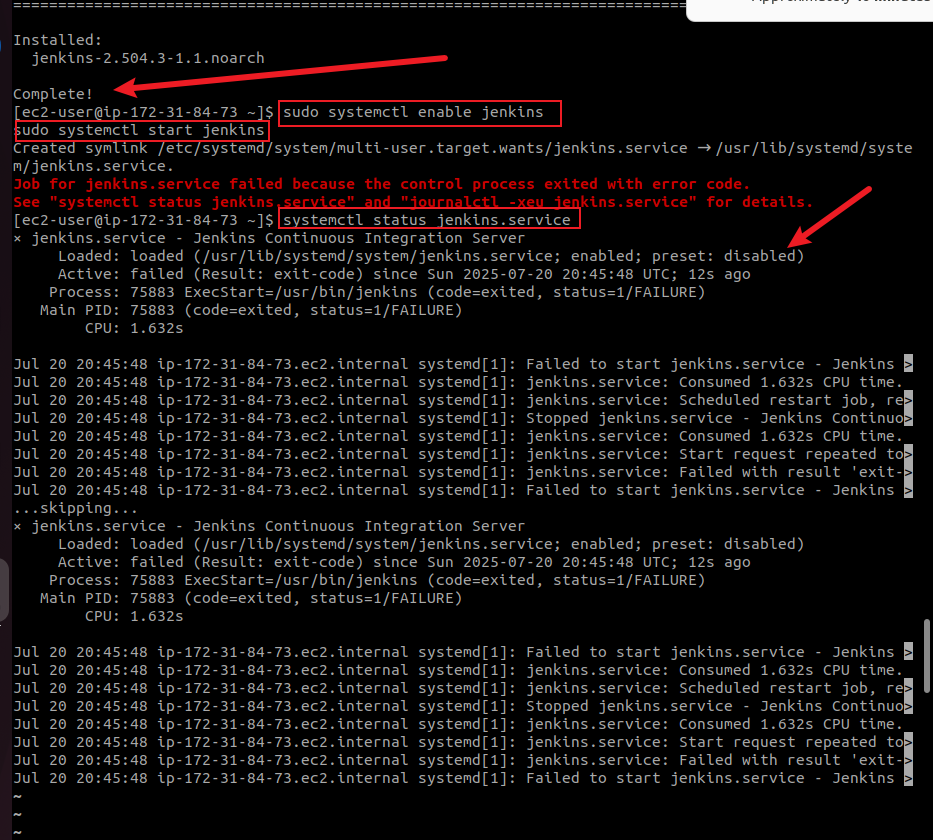 ================================================================================
Installed:
  jenkins-2.504.3-1.1.noarch
Complete!
[ec2-user@ip-172-31-84-73 ~]$ sudo systemctl enable jenkins
sudo systemctl start jenkins
Created symlink /etc/systemd/system/multi-user.target.wants/jenkins.service → /usr/lib/systemd/syste
m/jenkins.service.
Job for jenkins.service failed because the control process exited with error code.
See "systemctl status jenkins.service" and "journalctl -xeu jenkins.service" for details.
[ec2-user@ip-172-31-84-73 ~]$ systemctl status jenkins.service
× jenkins.service - Jenkins Continuous Integration Server
     Loaded: loaded (/usr/lib/systemd/system/jenkins.service; enabled; preset: disabled)
     Active: failed (Result: exit-code) since Sun 2025-07-20 20:45:48 UTC; 12s ago
    Process: 75883 ExecStart=/usr/bin/jenkins (code=exited, status=1/FAILURE)
   Main PID: 75883 (code=exited, status=1/FAILURE)
        CPU: 1.632s
Jul 20 20:45:48 ip-172-31-84-73.ec2.internal systemd[1]: Failed to start jenkins.service - Jenkins >
Jul 20 20:45:48 ip-172-31-84-73.ec2.internal systemd[1]: jenkins.service: Consumed 1.632s CPU time.
Jul 20 20:45:48 ip-172-31-84-73.ec2.internal systemd[1]: jenkins.service: Scheduled restart job, re>
Jul 20 20:45:48 ip-172-31-84-73.ec2.internal systemd[1]: Stopped jenkins.service - Jenkins Continuo>
Jul 20 20:45:48 ip-172-31-84-73.ec2.internal systemd[1]: jenkins.service: Consumed 1.632s CPU time.
Jul 20 20:45:48 ip-172-31-84-73.ec2.internal systemd[1]: jenkins.service: Start request repeated to>
Jul 20 20:45:48 ip-172-31-84-73.ec2.internal systemd[1]: jenkins.service: Failed with result 'exit->
Jul 20 20:45:48 ip-172-31-84-73.ec2.internal systemd[1]: Failed to start jenkins.service - Jenkins >
...skipping...
× jenkins.service - Jenkins Continuous Integration Server
     Loaded: loaded (/usr/lib/systemd/system/jenkins.service; enabled; preset: disabled)
     Active: failed (Result: exit-code) since Sun 2025-07-20 20:45:48 UTC; 12s ago
    Process: 75883 ExecStart=/usr/bin/jenkins (code=exited, status=1/FAILURE)
   Main PID: 75883 (code=exited, status=1/FAILURE)
        CPU: 1.632s
Jul 20 20:45:48 ip-172-31-84-73.ec2.internal systemd[1]: Failed to start jenkins.service - Jenkins >
Jul 20 20:45:48 ip-172-31-84-73.ec2.internal systemd[1]: jenkins.service: Consumed 1.632s CPU time.
Jul 20 20:45:48 ip-172-31-84-73.ec2.internal systemd[1]: jenkins.service: Scheduled restart job, re>
Jul 20 20:45:48 ip-172-31-84-73.ec2.internal systemd[1]: Stopped jenkins.service - Jenkins Continuo>
Jul 20 20:45:48 ip-172-31-84-73.ec2.internal systemd[1]: jenkins.service: Consumed 1.632s CPU time.
Jul 20 20:45:48 ip-172-31-84-73.ec2.internal systemd[1]: jenkins.service: Start request repeated to>
Jul 20 20:45:48 ip-172-31-84-73.ec2.internal systemd[1]: jenkins.service: Failed with result 'exit->
Jul 20 20:45:48 ip-172-31-84-73.ec2.internal systemd[1]: Failed to start jenkins.service - Jenkins >
~
~
~